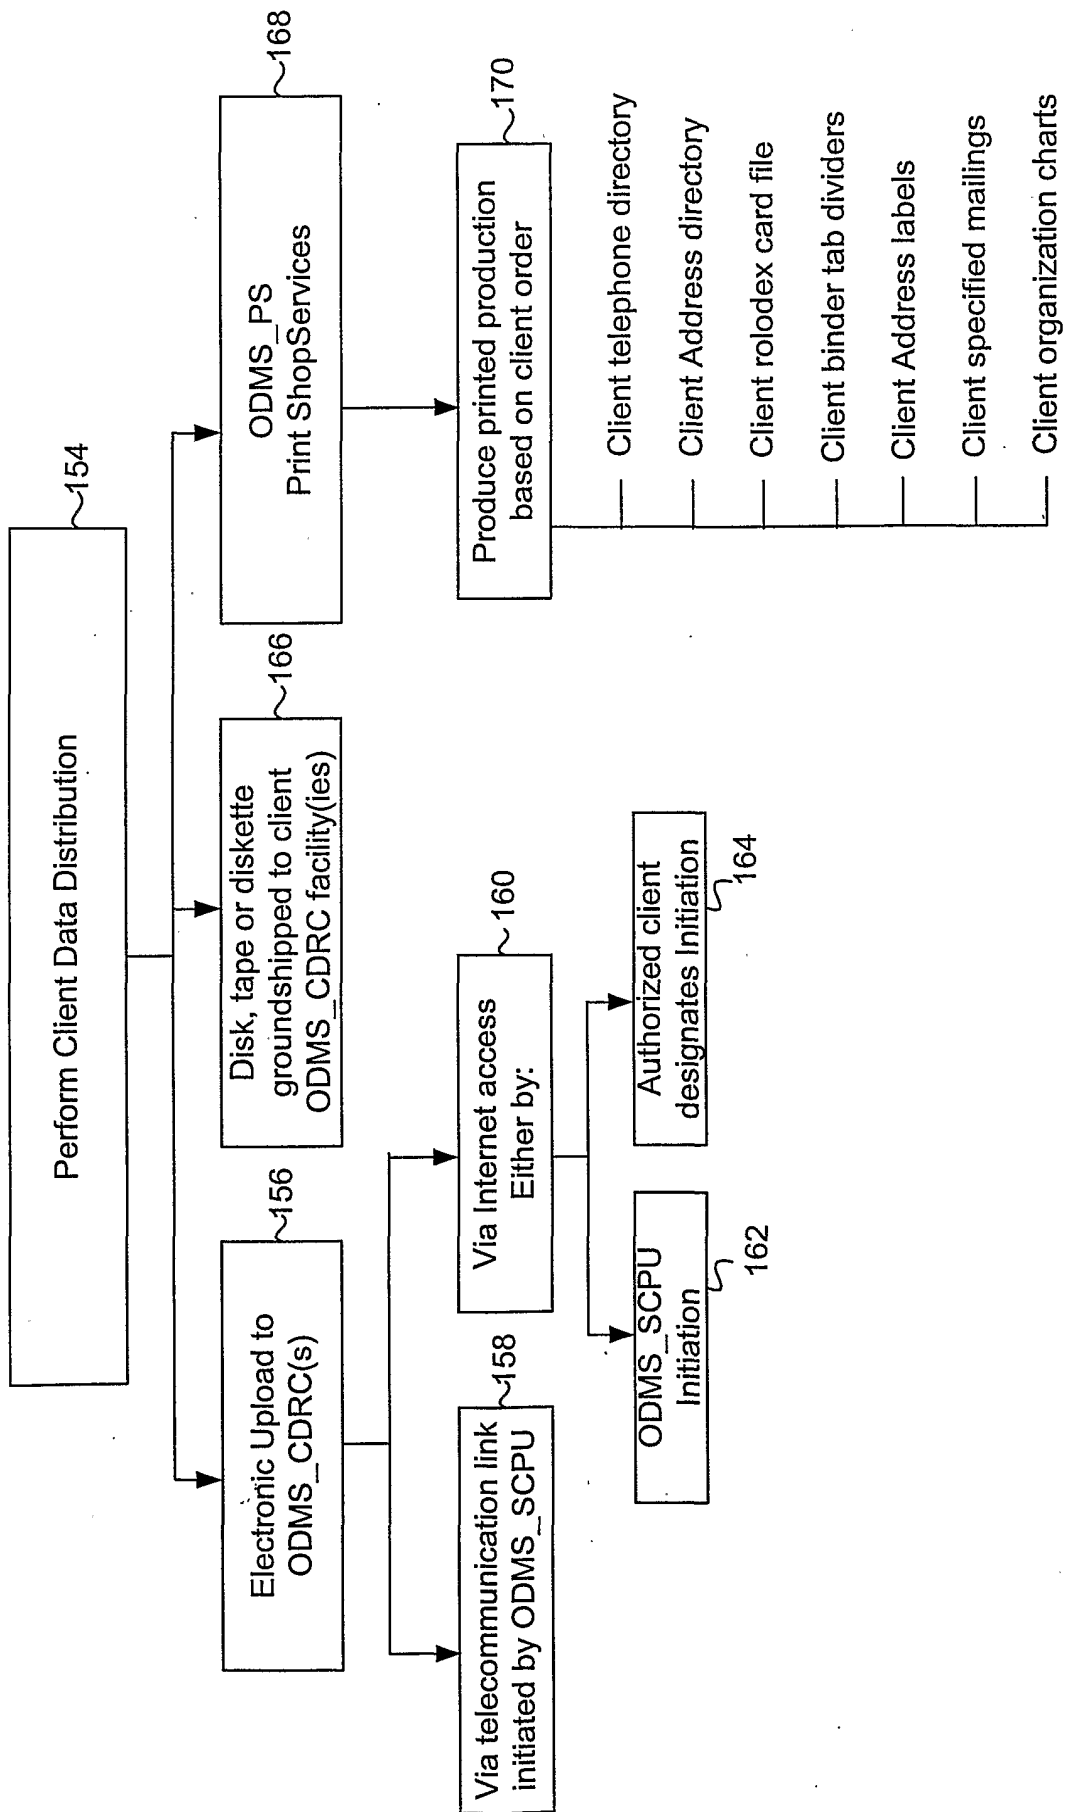 Perform Client Data Distribution
154
Electronic Upload to
ODMS_CDRC(s)
156
Disk, tape or diskette
groundshipped to client
ODMS_CDRC facility(ies)
166
ODMS_PS
Print ShopServices
168
Via telecommunication link
initiated by ODMS_SCPU
158
Via Internet access
Either by:
160
Produce printed production
based on client order
170
ODMS_SCPU
Initiation
162
Authorized client
designates Initiation
164
Client telephone directory
Client Address directory
Client rolodex card file
Client binder tab dividers
Client Address labels
Client specified mailings
Client organization charts